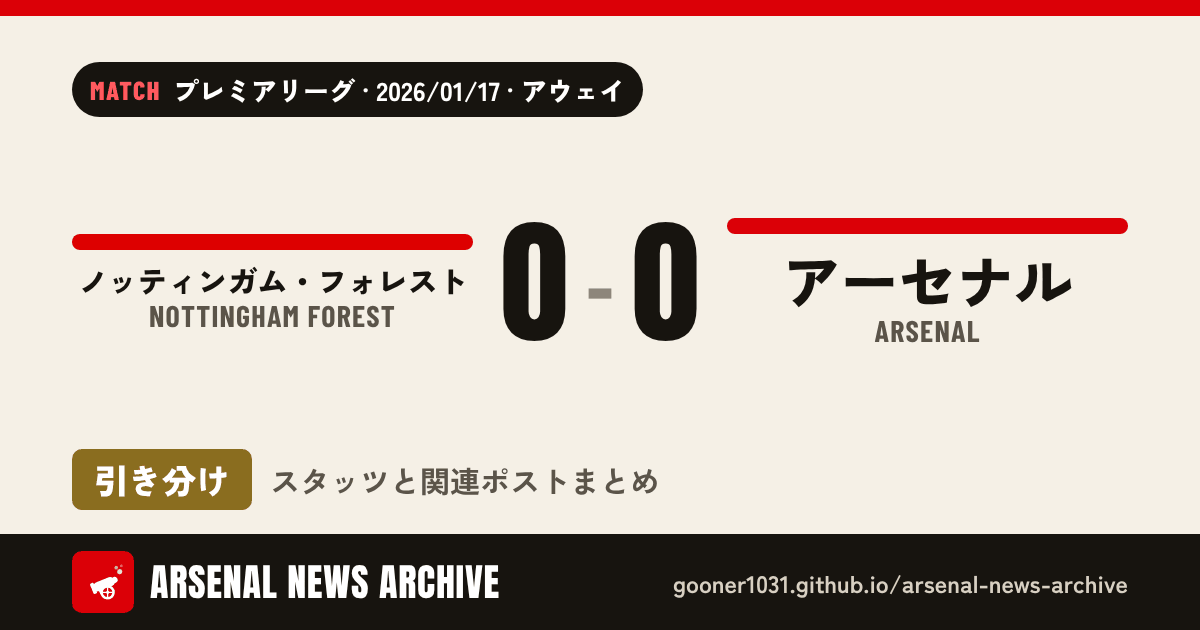 MATCH プレミアリーグ · 2026/01/17 · アウェイ
ノッティンガム・フォレスト
NOTTINGHAM FOREST
0 - 0
アーセナル
ARSENAL
引き分け スタッツと関連ポストまとめ
ARSENAL NEWS ARCHIVE
gooner1031.github.io/arsenal-news-archive